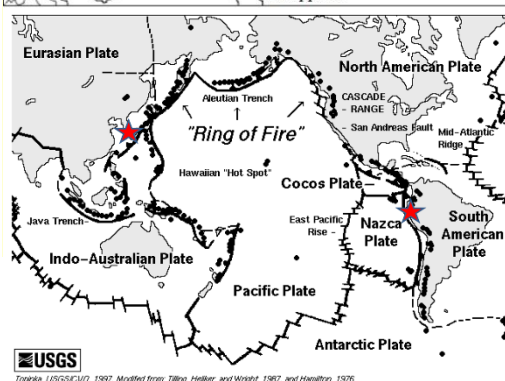 Eurasian Plate
North American Plate
Aleutian Trench
CASCADE
RANGE
"Ring of Fire"
San Andreas Fault
Mid-Atlantic
Ridge
Hawaiian "Hot Spot"
Cocos Plate
Java Trench
East Pacific
Rise
Nazca
Plate
South
American
Plate
Indo-Australian Plate
Pacific Plate
Antarctic Plate
USGS
Topinka, USGS/CVO, 1997, Modified from: Tilling, Heliker, and Wright, 1987, and Hamilton, 1976